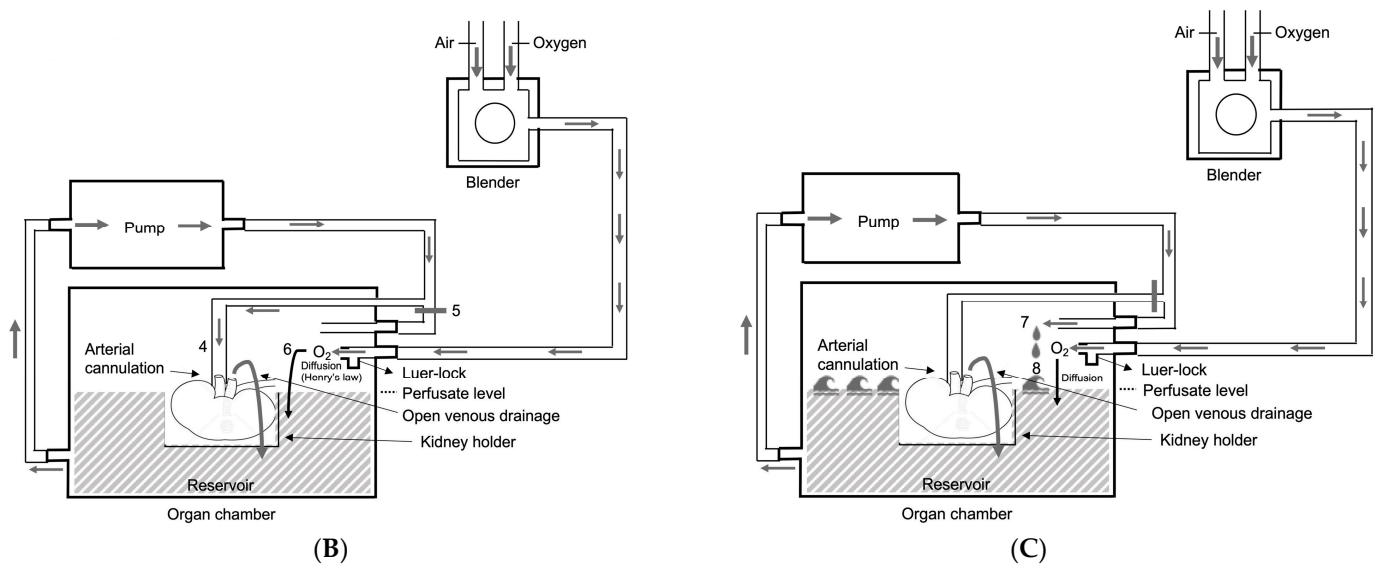 Air
Oxygen
Blender
Pump
5
4
Arterial
cannulation
6
O2
Diffusion
(Henry's law)
Luer-lock
Perfusate level
Open venous drainage
Kidney holder
Reservoir
Organ chamber
(B)
Air
Oxygen
Blender
Pump
7
Arterial
cannulation
O2
8
Diffusion
Luer-lock
Perfusate level
Open venous drainage
Kidney holder
Reservoir
Organ chamber
(C)